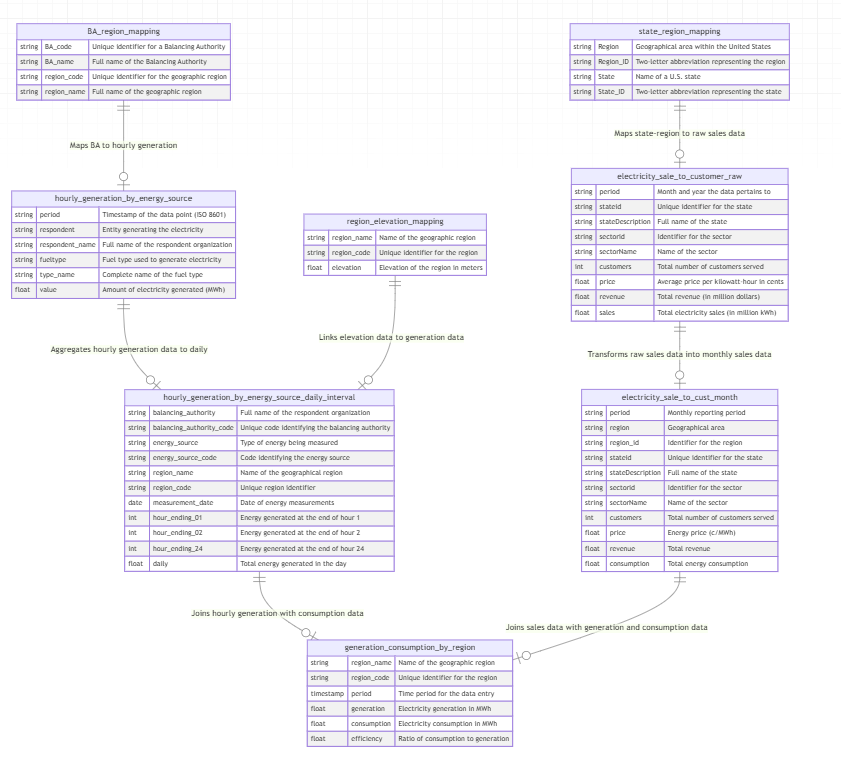 BA_region_mapping
string BA_code Unique identifier for a Balancing Authority
string BA_name Full name of the Balancing Authority
string region_code Unique identifier for the geographic region
string region_name Full name of the geographic region
state_region_mapping
string Region Geographical area within the United States
string Region_ID Two-letter abbreviation representing the region
string State Name of a U.S. state
string State_ID Two-letter abbreviation representing the state
Maps BA to hourly generation
Maps state-region to raw sales data
hourly_generation_by_energy_source
string period Timestamp of the data point (ISO 8601)
string respondent Entity generating the electricity
string respondent_name Full name of the respondent organization
string fueltype Fuel type used to generate electricity
string type_name Complete name of the fuel type
float value Amount of electricity generated (MWh)
region_elevation_mapping
string region_name Name of the geographic region
string region_code Unique identifier for the region
float elevation Elevation of the region in meters
electricity_sale_to_customer_raw
string period Month and year the data pertains to
string stateid Unique identifier for the state
string stateDescription Full name of the state
string sectorid Identifier for the sector
string sectorName Name of the sector
int customers Total number of customers served
float price Average price per kilowatt-hour in cents
float revenue Total revenue (in million dollars)
float sales Total electricity sales (in million kWh)
Aggregates hourly generation data to daily
Links elevation data to generation data
Transforms raw sales data into monthly sales data
hourly_generation_by_energy_source_daily_interval
string balancing_authority Full name of the respondent organization
string balancing_authority_code Unique code identifying the balancing authority
string energy_source Type of energy being measured
string energy_source_code Code identifying the energy source
string region_name Name of the geographical region
string region_code Unique region identifier
date measurement_date Date of energy measurements
int hour_ending_01 Energy generated at the end of hour 1
int hour_ending_02 Energy generated at the end of hour 2
int hour_ending_24 Energy generated at the end of hour 24
float daily Total energy generated in the day
electricity_sale_to_cust_month
string period Monthly reporting period
string region Geographical area
string region_id Identifier for the region
string stateid Unique identifier for the state
string stateDescription Full name of the state
string sectorid Identifier for the sector
string sectorName Name of the sector
int customers Total number of customers served
float price Energy price (c/MWh)
float revenue Total revenue
float consumption Total energy consumption
Joins hourly generation with consumption data
Joins sales data with generation and consumption data
generation_consumption_by_region
string region_name Name of the geographic region
string region_code Unique identifier for the region
timestamp period Time period for the data entry
float generation Electricity generation in MWh
float consumption Electricity consumption in MWh
float efficiency Ratio of consumption to generation